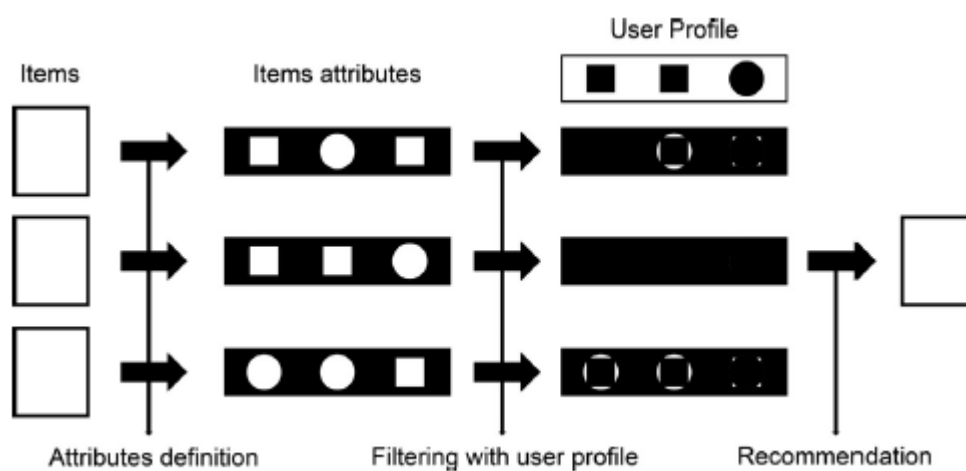 User Profile
Items
Items attributes
Attributes definition
Filtering with user profile
Recommendation